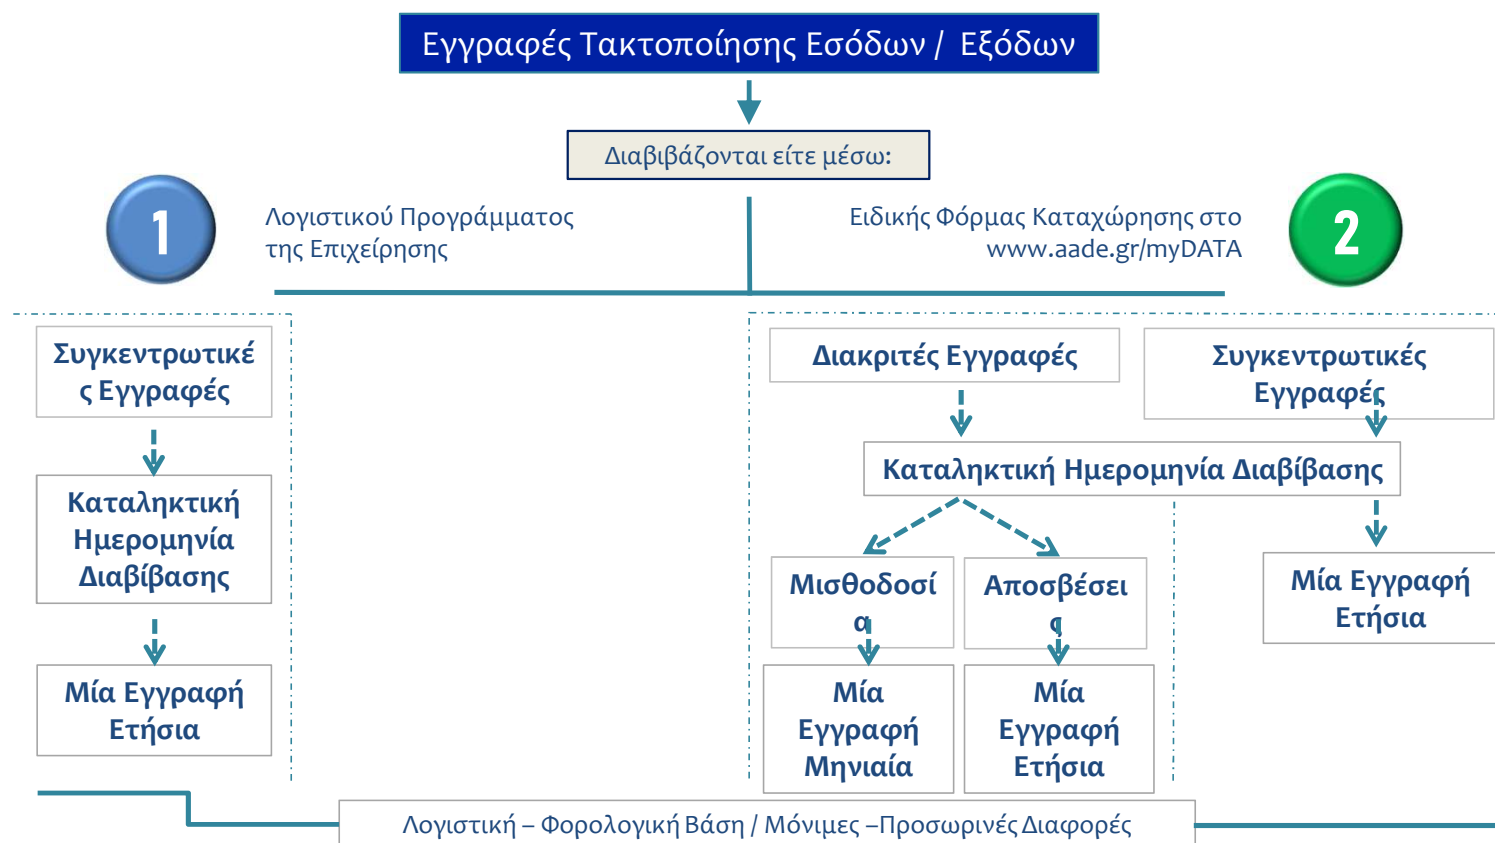 Εγγραφές Τακτοποίησης Εσόδων / Εξόδων
Διαβιβάζονται είτε μέσω:
1
Λογιστικού Προγράμματος
της Επιχείρησης
Ειδικής Φόρμας Καταχώρησης στο
www.aade.gr/myDATA
2
Συγκεντρωτικέ
ς Εγγραφές
Καταληκτική
Ημερομηνία
Διαβίβασης
Μία Εγγραφή
Ετήσια
Διακριτές Εγγραφές
Συγκεντρωτικές
Εγγραφές
Καταληκτική Ημερομηνία Διαβίβασης
Μισθοδοσί
α
Αποσβέσει
ς
Μία Εγγραφή
Ετήσια
Μία
Εγγραφή
Μηνιαία
Μία
Εγγραφή
Ετήσια
Λογιστική – Φορολογική Βάση / Μόνιμες –Προσωρινές Διαφορές